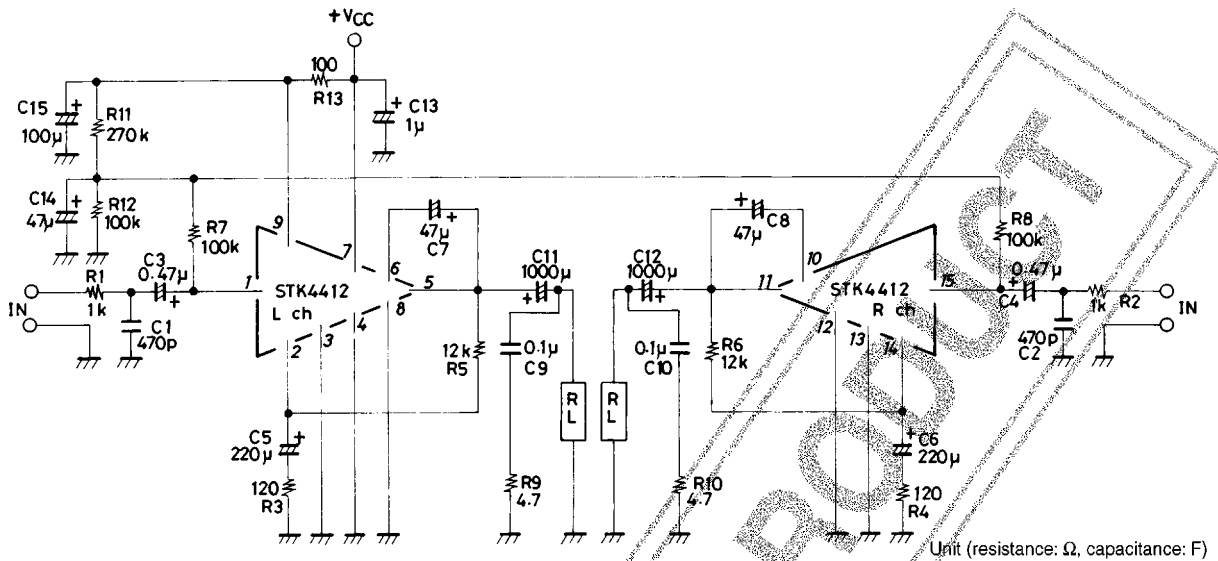 +VCC
100
R13
C15
100μ
R11
270k
C13
1μ
C14
47μ
R12
100k
R7
100k
9
7
6
5
8
47μ
C7
C3
0.47μ
IN
R1
1k
C1
470p
1
STK4412
L ch
2
3
4
12k
R5
C5
220μ
120
R3
C11
1000μ
0.1μ
C9
R9
4.7
RL
RL
C12
1000μ
0.1μ
C10
R10
4.7
R6
12k
47μ
C8
10
11
STK4412
R ch
15
12
13
14
R8
100k
0.47μ
C4
1k
R2
IN
470p
C2
C6
220μ
120
R4
PRODUCT
Unit (resistance: Ω, capacitance: F)